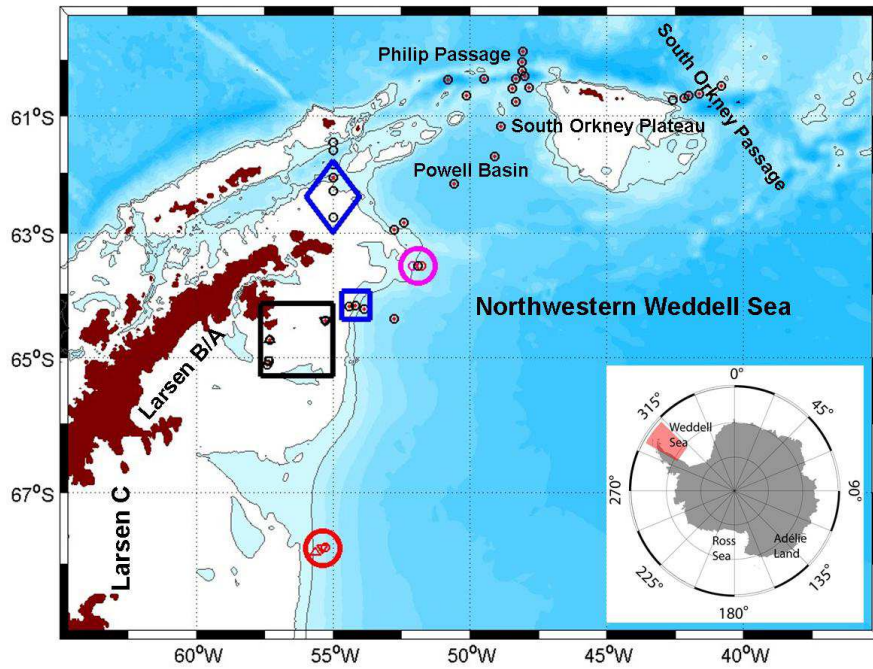 Philip Passage
South Orkney Passage
61°S
South Orkney Plateau
Powell Basin
63°S
Northwestern Weddell Sea
65°S
Larsen B/A
67°S
Larsen C
0°
45°
90°
135°
180°
225°
270°
315°
Weddell
Sea
Ross
Sea
Adélie
Land
60°W
55°W
50°W
45°W
40°W